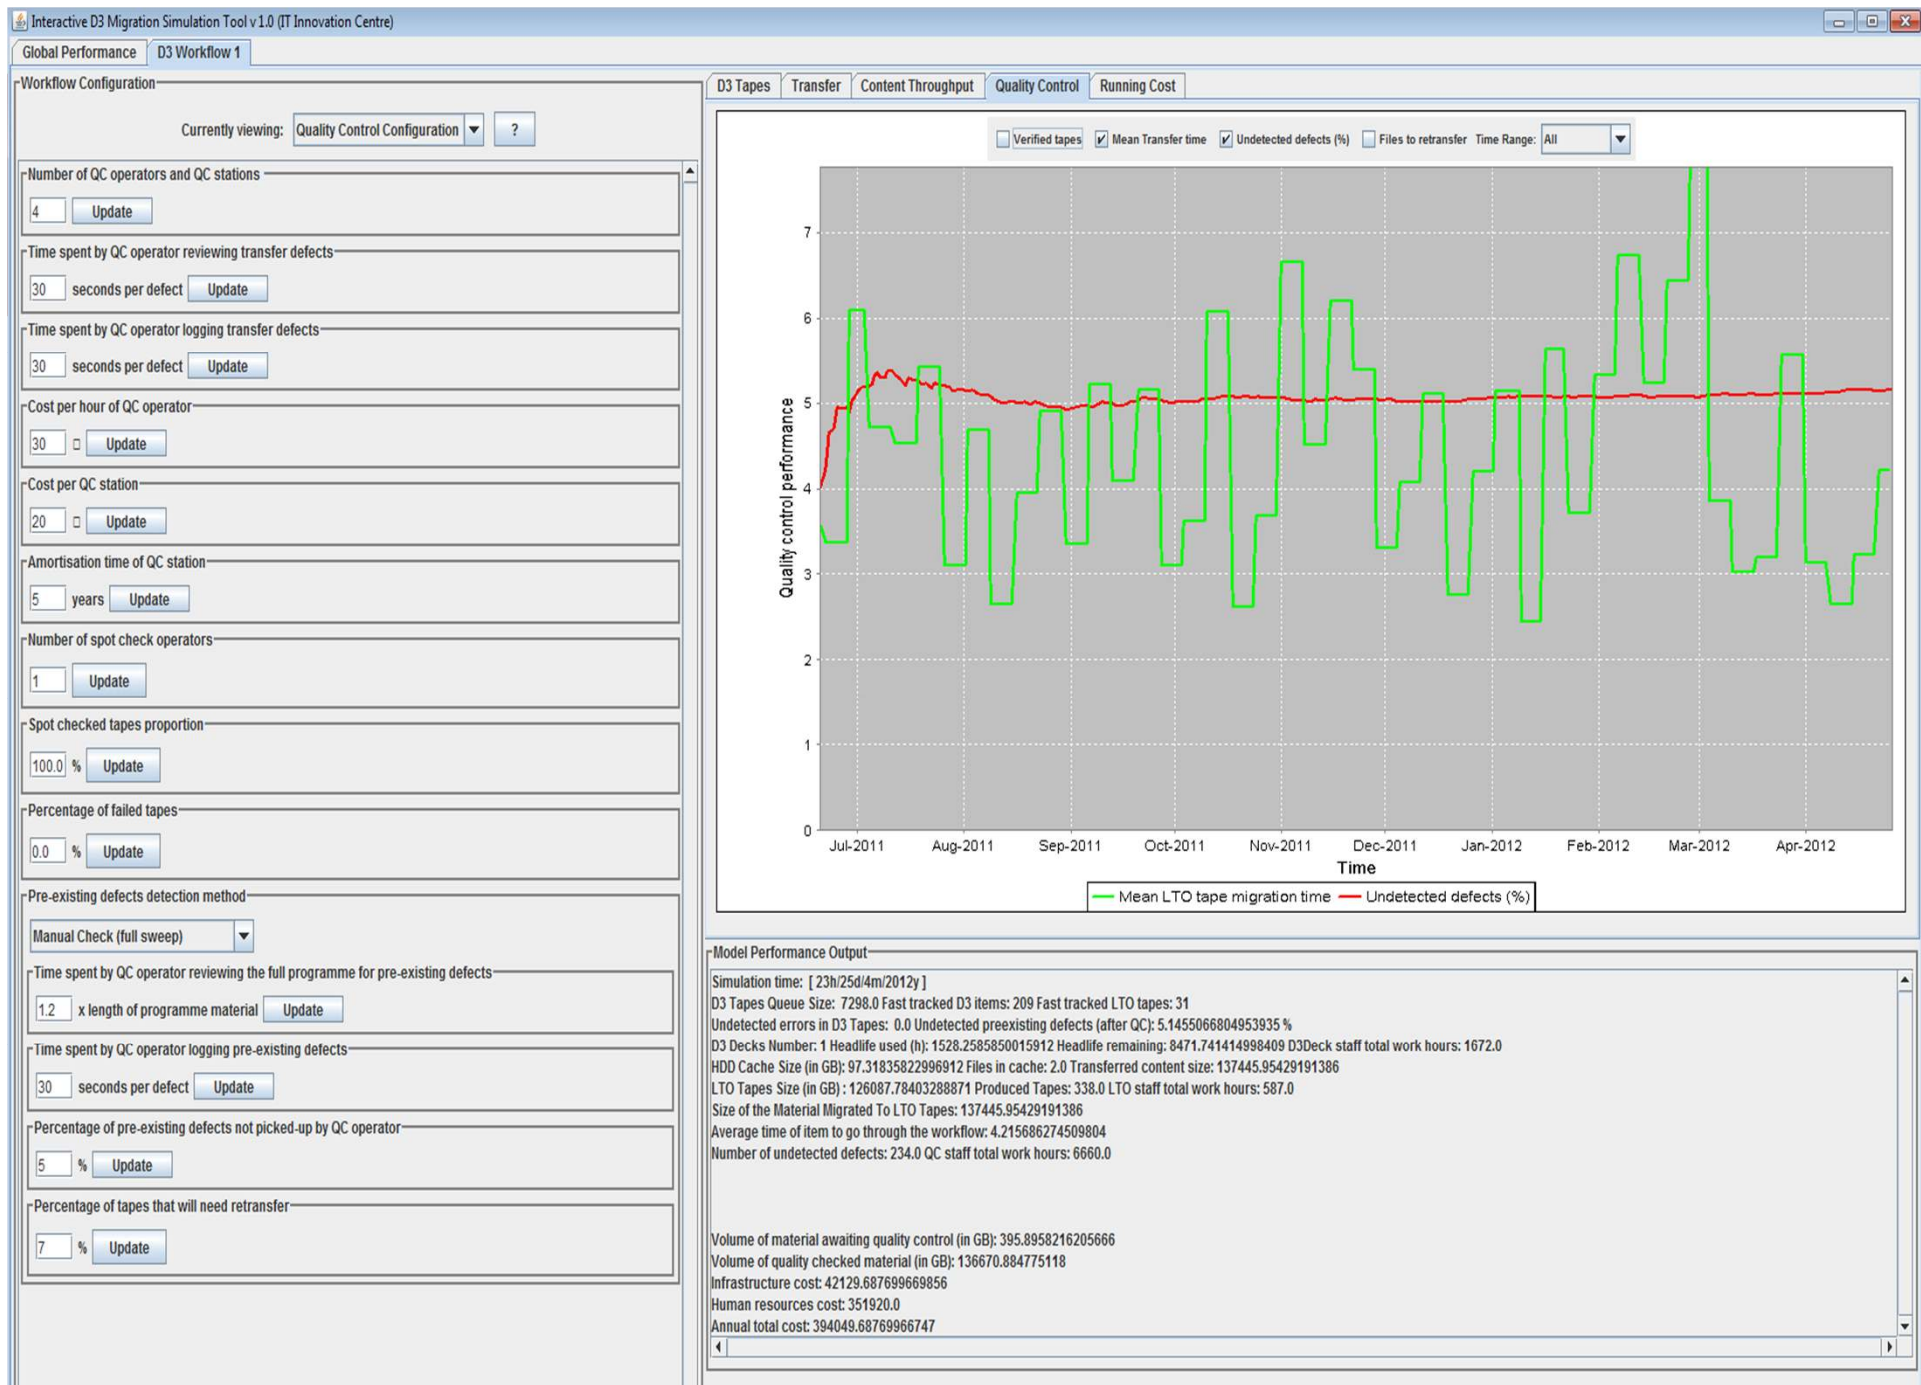 Interactive D3 Migration Simulation Tool v 1.0 (IT Innovation Centre)
Global Performance D3 Workflow 1
Workflow Configuration
Currently viewing: Quality Control Configuration ?
Number of QC operators and QC stations
4 Update
Time spent by QC operator reviewing transfer defects
30 seconds per defect Update
Time spent by QC operator logging transfer defects
30 seconds per defect Update
Cost per hour of QC operator
30 □ Update
Cost per QC station
20 □ Update
Amortisation time of QC station
5 years Update
Number of spot check operators
1 Update
Spot checked tapes proportion
100.0 % Update
Percentage of failed tapes
0.0 % Update
Pre-existing defects detection method
Manual Check (full sweep)
Time spent by QC operator reviewing the full programme for pre-existing defects
1.2 x length of programme material Update
Time spent by QC operator logging pre-existing defects
30 seconds per defect Update
Percentage of pre-existing defects not picked-up by QC operator
5 % Update
Percentage of tapes that will need retransfer
7 % Update
D3 Tapes Transfer Content Throughput Quality Control Running Cost
Verified tapes Mean Transfer time Undetected defects (%) Files to retransfer Time Range: All
Quality control performance
7
6
5
4
3
2
1
0
Jul-2011 Aug-2011 Sep-2011 Oct-2011 Nov-2011 Dec-2011 Jan-2012 Feb-2012 Mar-2012 Apr-2012
Time
Mean LTO tape migration time Undetected defects (%)
Model Performance Output
Simulation time: [ 23h/25d/4m/2012y ]
D3 Tapes Queue Size: 7298.0 Fast tracked D3 items: 209 Fast tracked LTO tapes: 31
Undetected errors in D3 Tapes: 0.0 Undetected preexisting defects (after QC): 5.1455066804953935 %
D3 Decks Number: 1 Headlife used (h): 1528.2585850015912 Headlife remaining: 8471.741414998409 D3Deck staff total work hours: 1672.0
HDD Cache Size (in GB): 97.31835822996912 Files in cache: 2.0 Transferred content size: 137445.95429191386
LTO Tapes Size (in GB) : 126087.78403288871 Produced Tapes: 338.0 LTO staff total work hours: 587.0
Size of the Material Migrated To LTO Tapes: 137445.95429191386
Average time of item to go through the workflow: 4.215686274509804
Number of undetected defects: 234.0 QC staff total work hours: 6660.0
Volume of material awaiting quality control (in GB): 395.8958216205666
Volume of quality checked material (in GB): 136670.884775118
Infrastructure cost: 42129.687699669856
Human resources cost: 351920.0
Annual total cost: 394049.68769966747